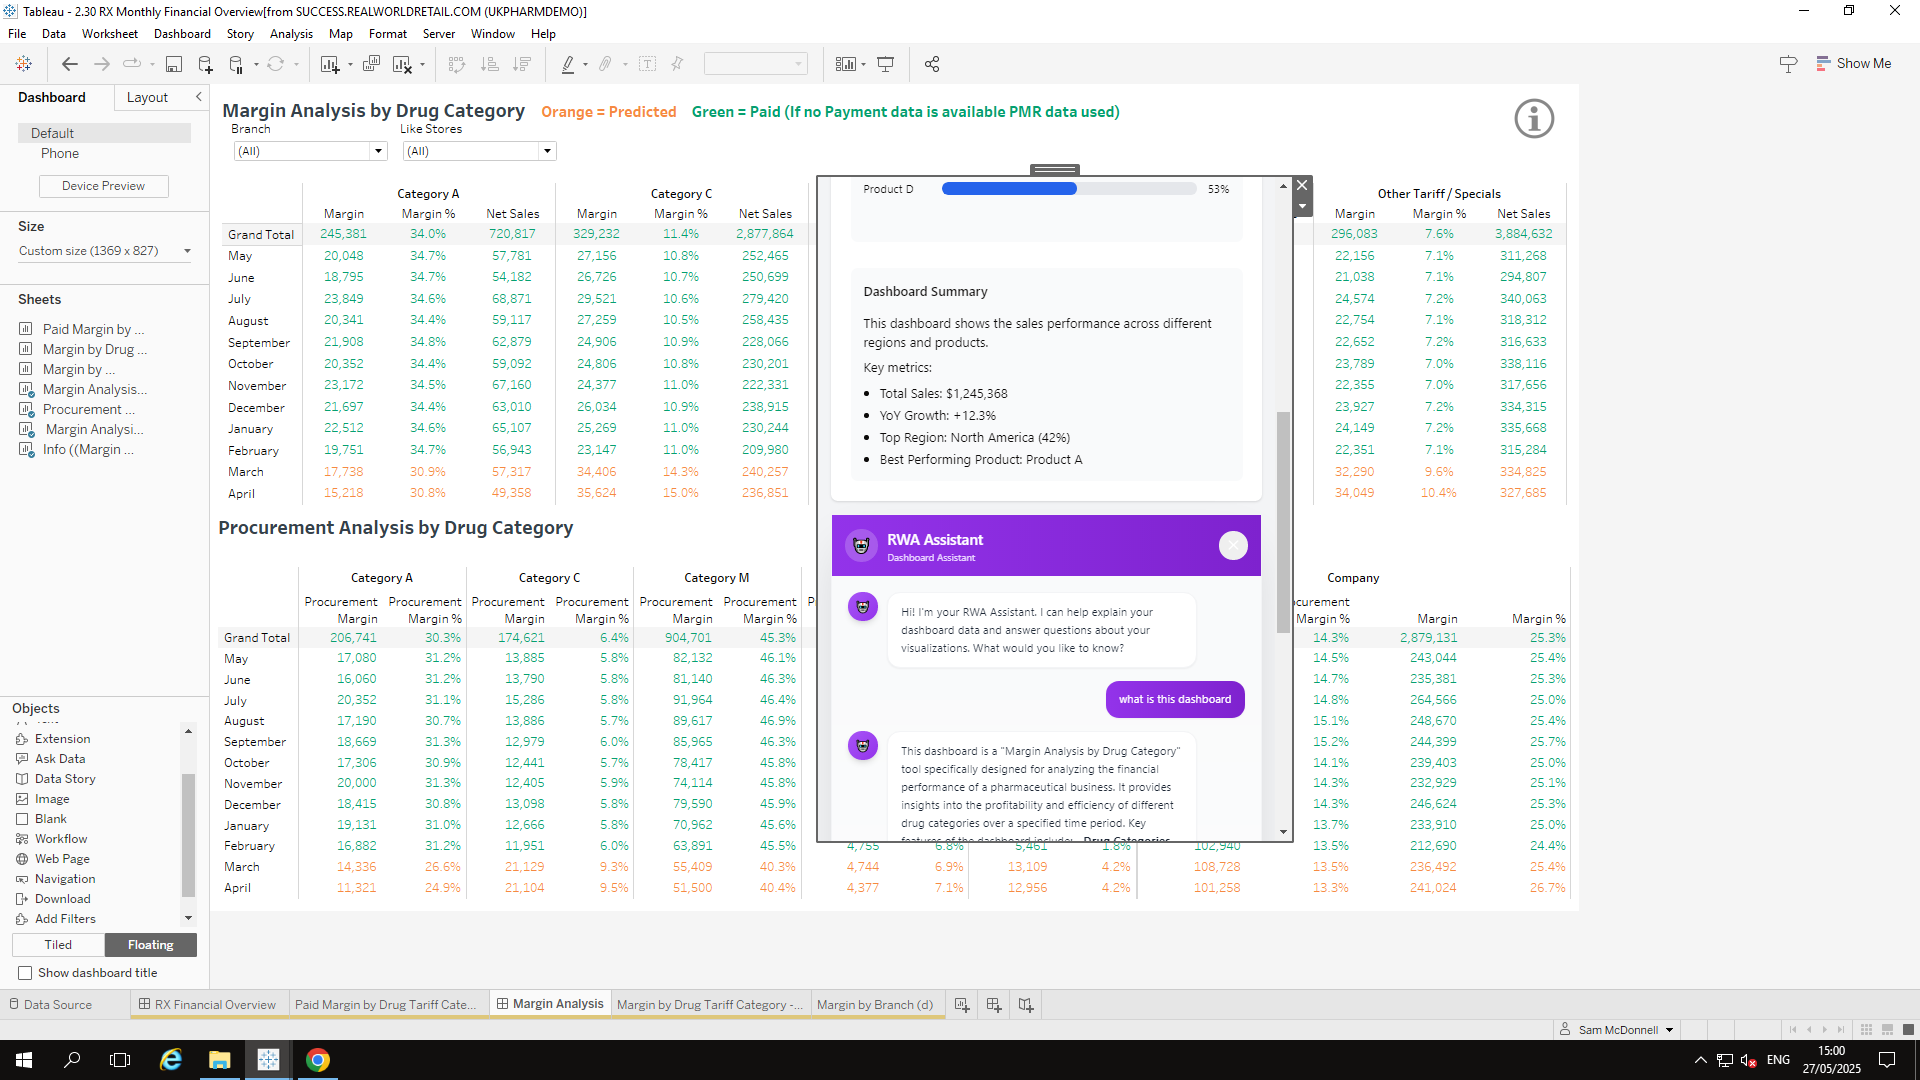 Tableau - 2.30 RX Monthly Financial Overview[from SUCCESS.REALWORLDRETAIL.COM (UKPHARMDEMO)]
File Data Worksheet Dashboard Story Analysis Map Format Server Window Help
Show Me
Dashboard Layout
Default
Phone
Device Preview
Size
Custom size (1369 x 827)
Sheets
Paid Margin by ...
Margin by Drug ...
Margin by ...
Margin Analysis...
Procurement ...
Margin Analysi...
Info ((Margin ...
Objects
Extension
Ask Data
Data Story
Image
Blank
Workflow
Web Page
Navigation
Download
Add Filters
Tiled Floating
Show dashboard title
Margin Analysis by Drug Category Orange = Predicted Green = Paid (If no Payment data is available PMR data used)
Branch Like Stores
(All) (All)
Category A Category C Other Tariff / Specials
Margin Margin % Net Sales Margin Margin % Net Sales Margin Margin % Net Sales
Grand Total 245,381 34.0% 720,817 329,232 11.4% 2,877,864 296,083 7.6% 3,884,632
May 20,048 34.7% 57,781 27,156 10.8% 252,465 22,156 7.1% 311,268
June 18,795 34.7% 54,182 26,726 10.7% 250,699 21,038 7.1% 294,807
July 23,849 34.6% 68,871 29,521 10.6% 279,420 24,574 7.2% 340,063
August 20,341 34.4% 59,117 27,259 10.5% 258,435 22,754 7.1% 318,312
September 21,908 34.8% 62,879 24,906 10.9% 228,066 22,652 7.2% 316,633
October 20,352 34.4% 59,092 24,806 10.8% 230,201 23,789 7.0% 338,116
November 23,172 34.5% 67,160 24,377 11.0% 222,331 22,355 7.0% 317,656
December 21,697 34.4% 63,010 26,034 10.9% 238,915 23,927 7.2% 334,315
January 22,512 34.6% 65,107 25,269 11.0% 230,244 24,149 7.2% 335,668
February 19,751 34.7% 56,943 23,147 11.0% 209,980 22,351 7.1% 315,284
March 17,738 30.9% 57,317 34,406 14.3% 240,257 32,290 9.6% 334,825
April 15,218 30.8% 49,358 35,624 15.0% 236,851 34,049 10.4% 327,685
Procurement Analysis by Drug Category
Category A Category C Category M Company
Procurement Procurement Procurement Procurement Procurement Procurement P curement
Margin Margin % Margin Margin % Margin Margin % Margin % Margin Margin %
Grand Total 206,741 30.3% 174,621 6.4% 904,701 45.3% 14.3% 2,879,131 25.3%
May 17,080 31.2% 13,885 5.8% 82,132 46.1% 14.5% 243,044 25.4%
June 16,060 31.2% 13,790 5.8% 81,140 46.3% 14.7% 235,381 25.3%
July 20,352 31.1% 15,286 5.8% 91,964 46.4% 14.8% 264,566 25.0%
August 17,190 30.7% 13,886 5.7% 89,617 46.9% 15.1% 248,670 25.4%
September 18,669 31.3% 12,979 6.0% 85,965 46.3% 15.2% 244,399 25.7%
October 17,306 30.9% 12,441 5.7% 78,417 45.8% 14.1% 239,403 25.0%
November 20,000 31.3% 12,405 5.9% 74,114 45.8% 14.3% 232,929 25.1%
December 18,415 30.8% 13,098 5.8% 79,590 45.9% 14.3% 246,624 25.3%
January 19,131 31.0% 12,666 5.8% 70,962 45.6% 13.7% 233,910 25.0%
February 16,882 31.2% 11,951 6.0% 63,891 45.5% 4,755 6.8% 5,461 1.8% 102,940 13.5% 212,690 24.4%
March 14,336 26.6% 21,129 9.3% 55,409 40.3% 4,744 6.9% 13,109 4.2% 108,728 13.5% 236,492 25.4%
April 11,321 24.9% 21,104 9.5% 51,500 40.4% 4,377 7.1% 12,956 4.2% 101,258 13.3% 241,024 26.7%
Product D 53%
Dashboard Summary
This dashboard shows the sales performance across different
regions and products.
Key metrics:
• Total Sales: $1,245,368
• YoY Growth: +12.3%
• Top Region: North America (42%)
• Best Performing Product: Product A
RWA Assistant
Dashboard Assistant
Hi! I'm your RWA Assistant. I can help explain your
dashboard data and answer questions about your
visualizations. What would you like to know?
what is this dashboard
This dashboard is a "Margin Analysis by Drug Category"
tool specifically designed for analyzing the financial
performance of a pharmaceutical business. It provides
insights into the profitability and efficiency of different
drug categories over a specified time period. Key
features of the dashboard include: Drug Categories
Data Source RX Financial Overview Paid Margin by Drug Tariff Cate... Margin Analysis Margin by Drug Tariff Category -... Margin by Branch (d)
Sam McDonnell
ENG
15:00
27/05/2025